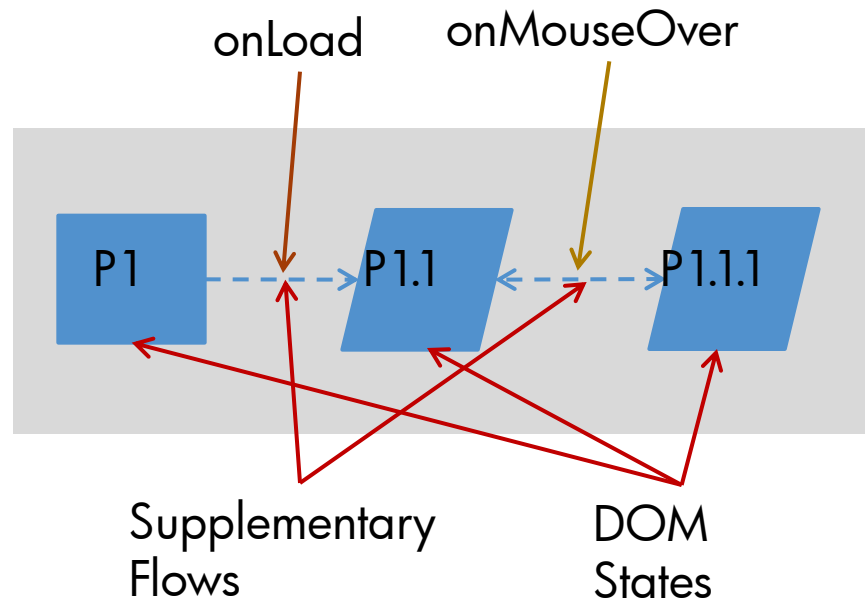 onLoad
onMouseOver
P1
P1.1
P1.1.1
Supplementary
Flows
DOM
States